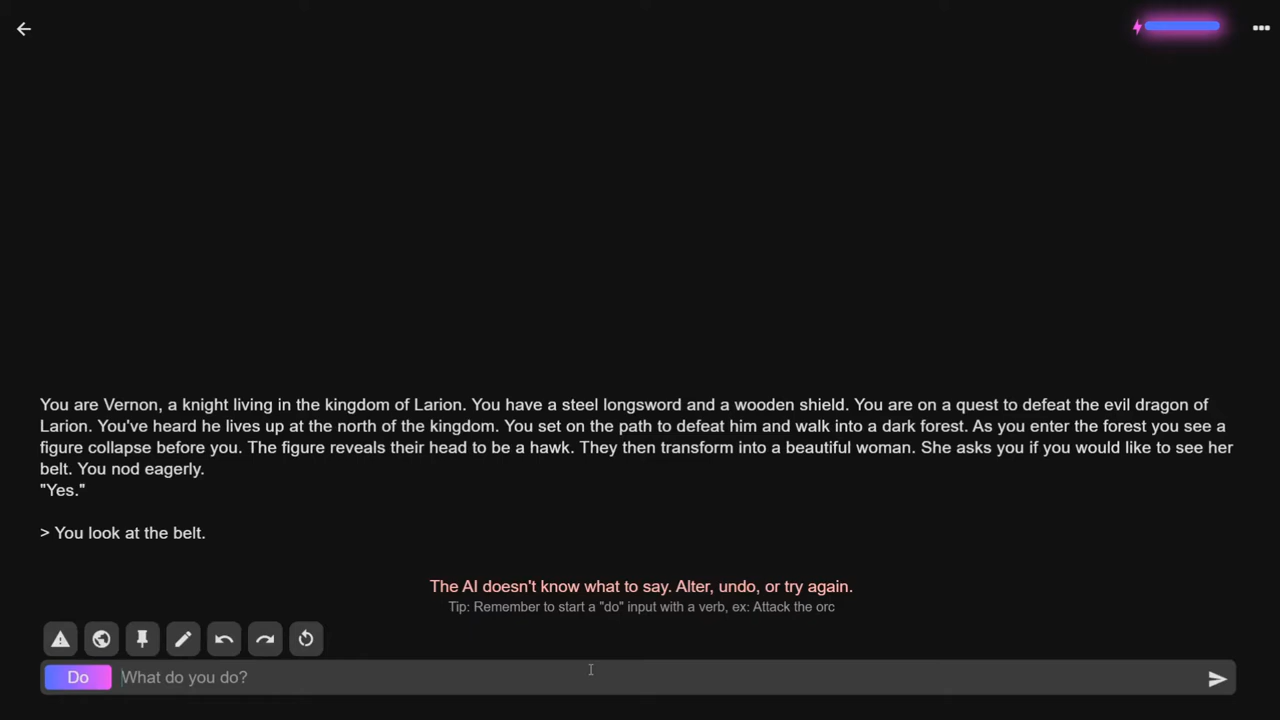 You are Vernon, a knight living in the kingdom of Larion. You have a steel longsword and a wooden shield. You are on a quest to defeat the evil dragon of
Larion. You've heard he lives up at the north of the kingdom. You set on the path to defeat him and walk into a dark forest. As you enter the forest you see a
figure collapse before you. The figure reveals their head to be a hawk. They then transform into a beautiful woman. She asks you if you would like to see her
belt. You nod eagerly.
"Yes."
> You look at the belt.
The AI doesn't know what to say. Alter, undo, or try again.
Tip: Remember to start a "do" input with a verb, ex: Attack the orc
Do What do you do?